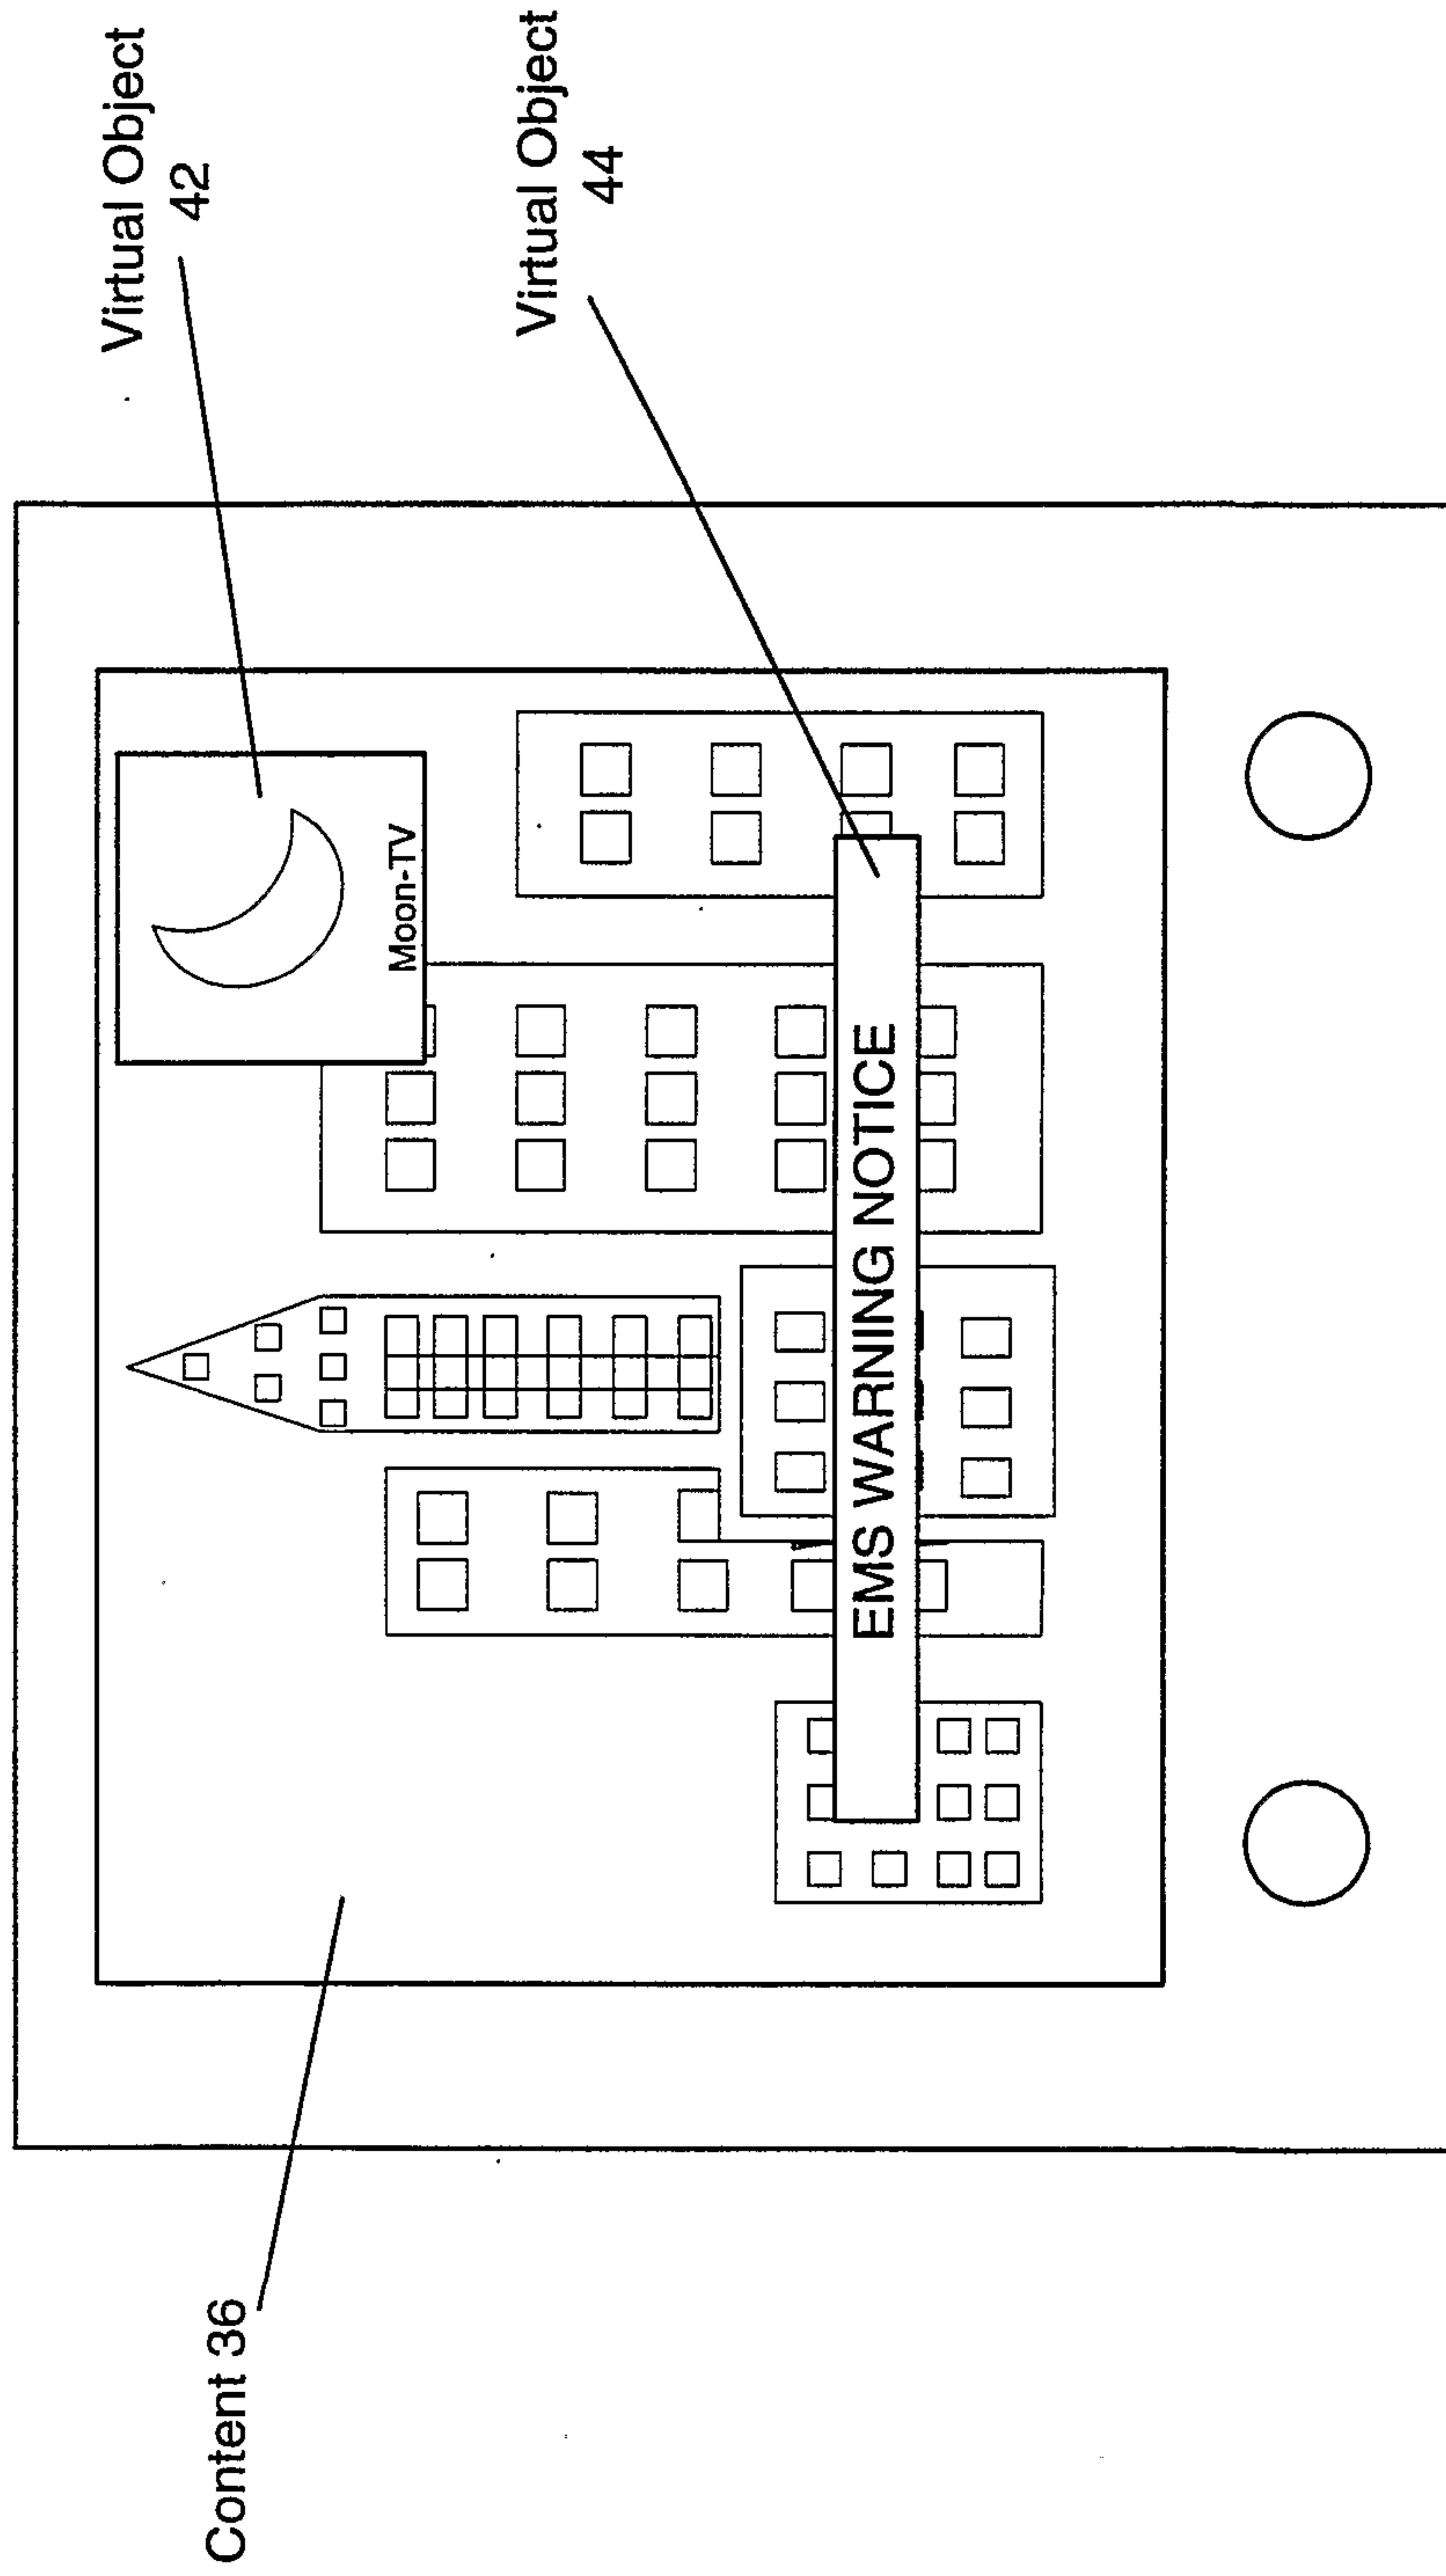 Virtual Object
42
Virtual Object
44
Moon-TV
EMS WARNING NOTICE
Content 36